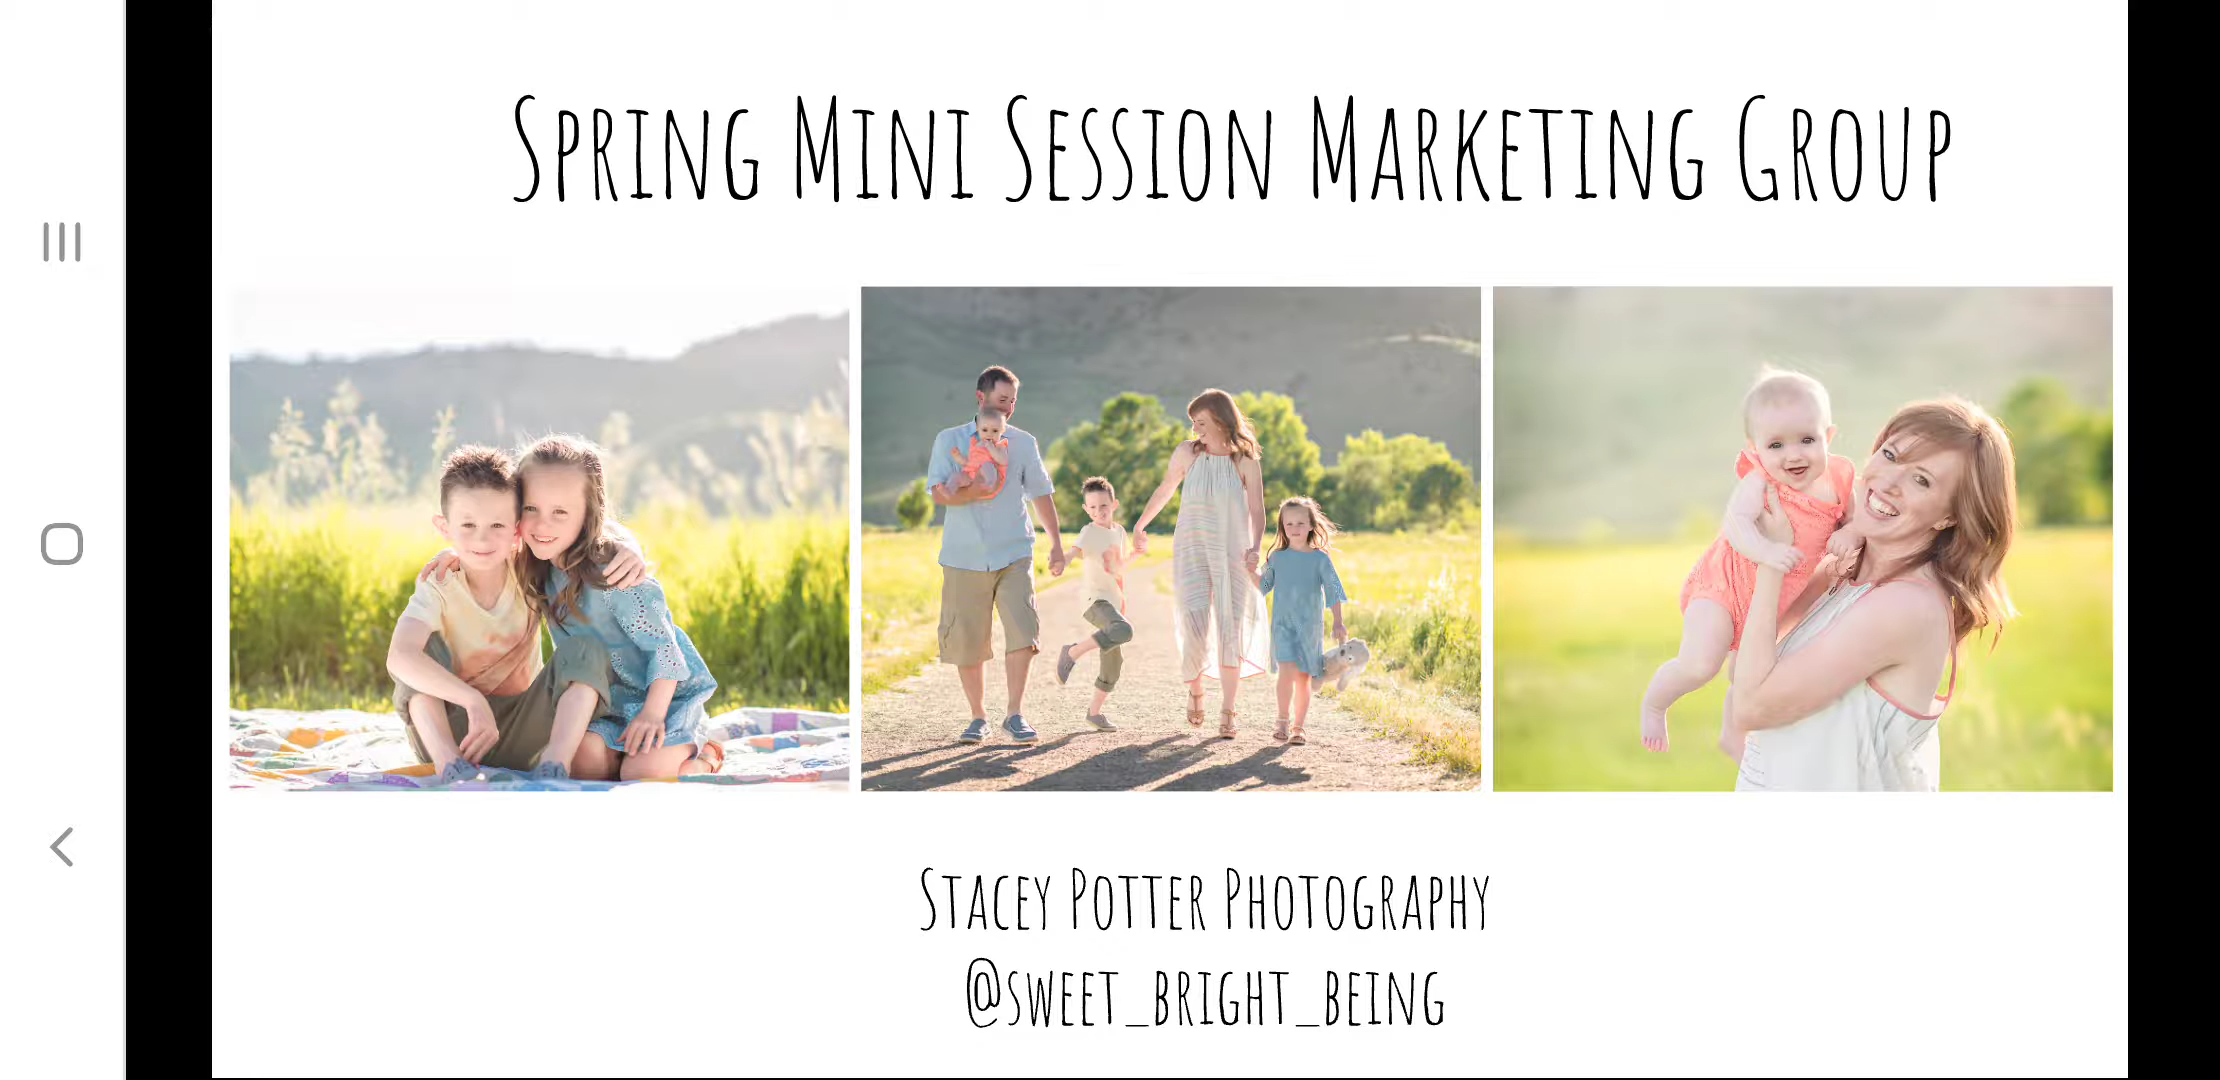 Spring Mini Session Marketing Group
Stacey Potter Photography
@sweet_bright_being